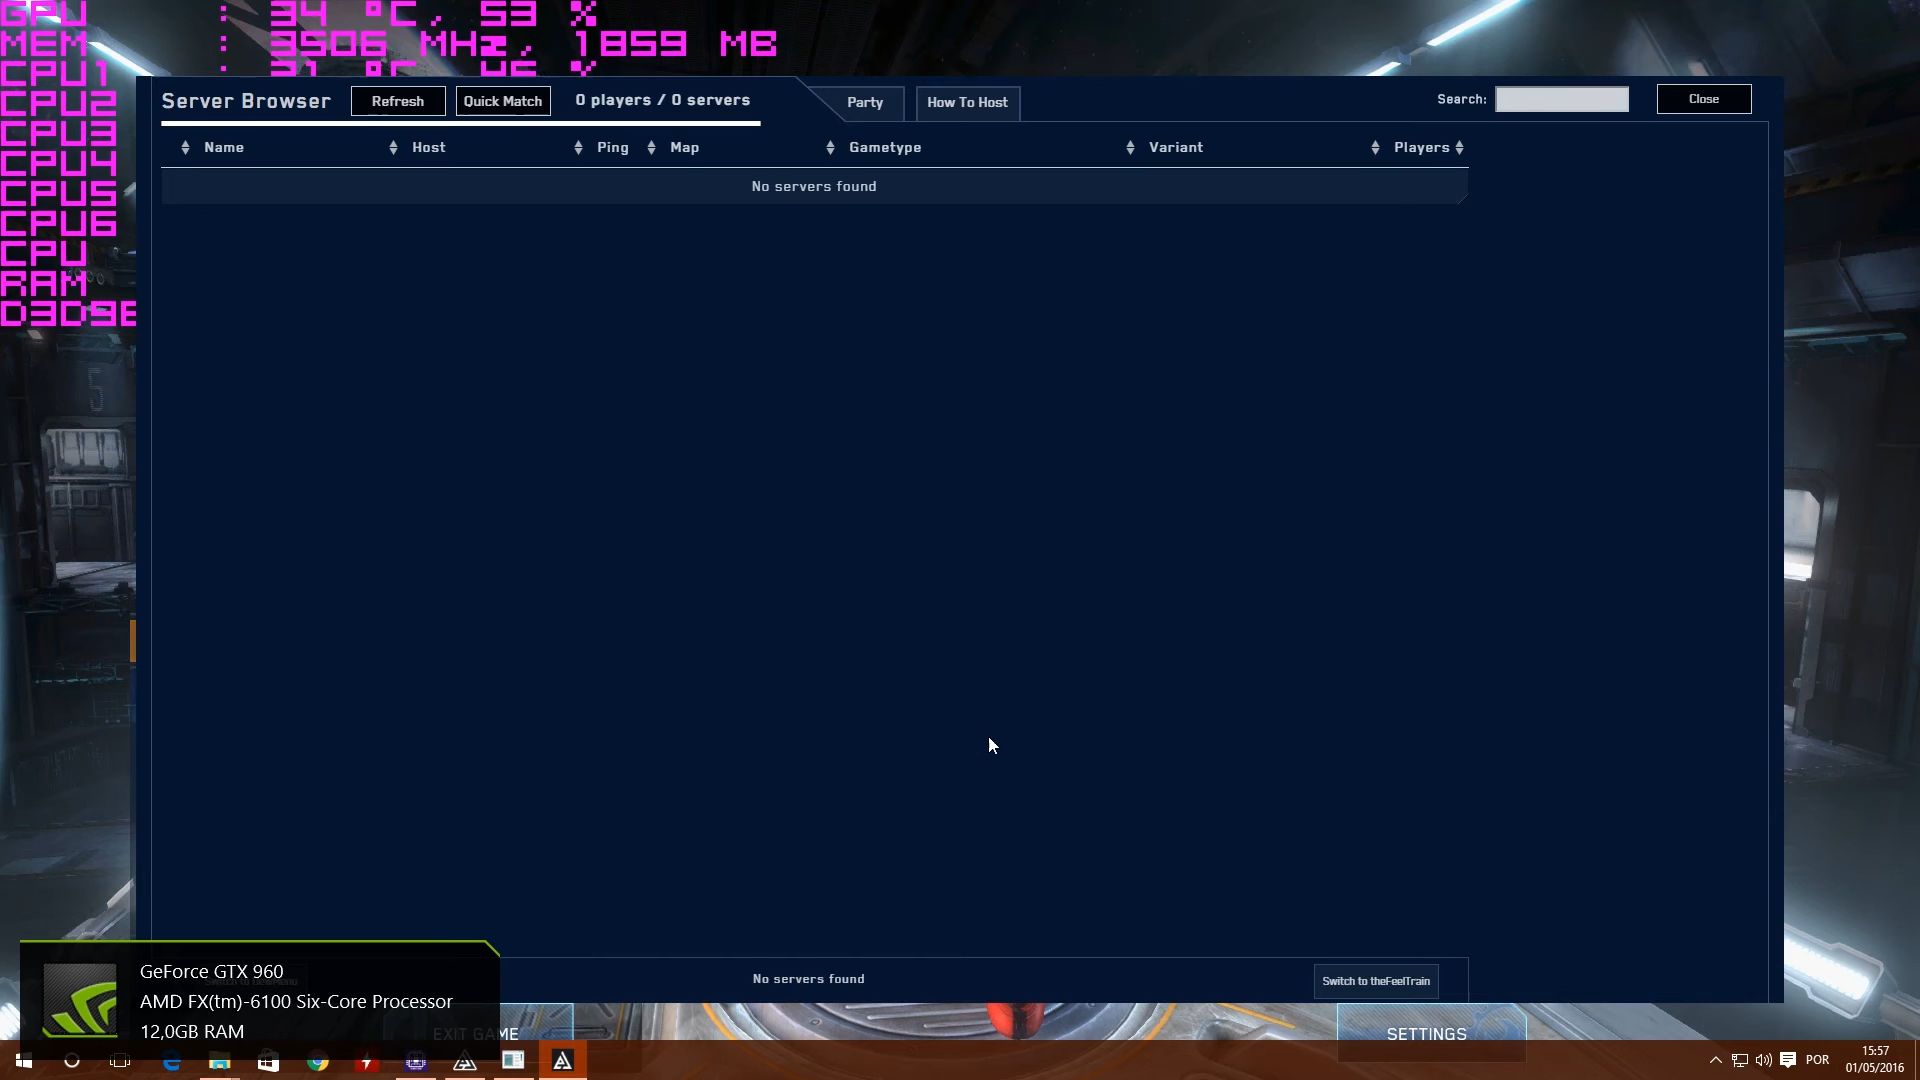 GPU : 34 °C, 53 %
MEM : 3506 MHz, 1859 MB
CPU1 : 31 °C
CPU2
CPU3
CPU4
CPU5
CPU6
CPU
RAM
D3D9E
Server Browser
Refresh
Quick Match
0 players / 0 servers
Party
How To Host
Search:
Close
Name
Host
Ping
Map
Gametype
Variant
Players
No servers found
No servers found
Switch to theFeelTrain
GeForce GTX 960
AMD FX(tm)-6100 Six-Core Processor
12,0GB RAM
EXIT GAME
SETTINGS
POR
15:57
01/05/2016